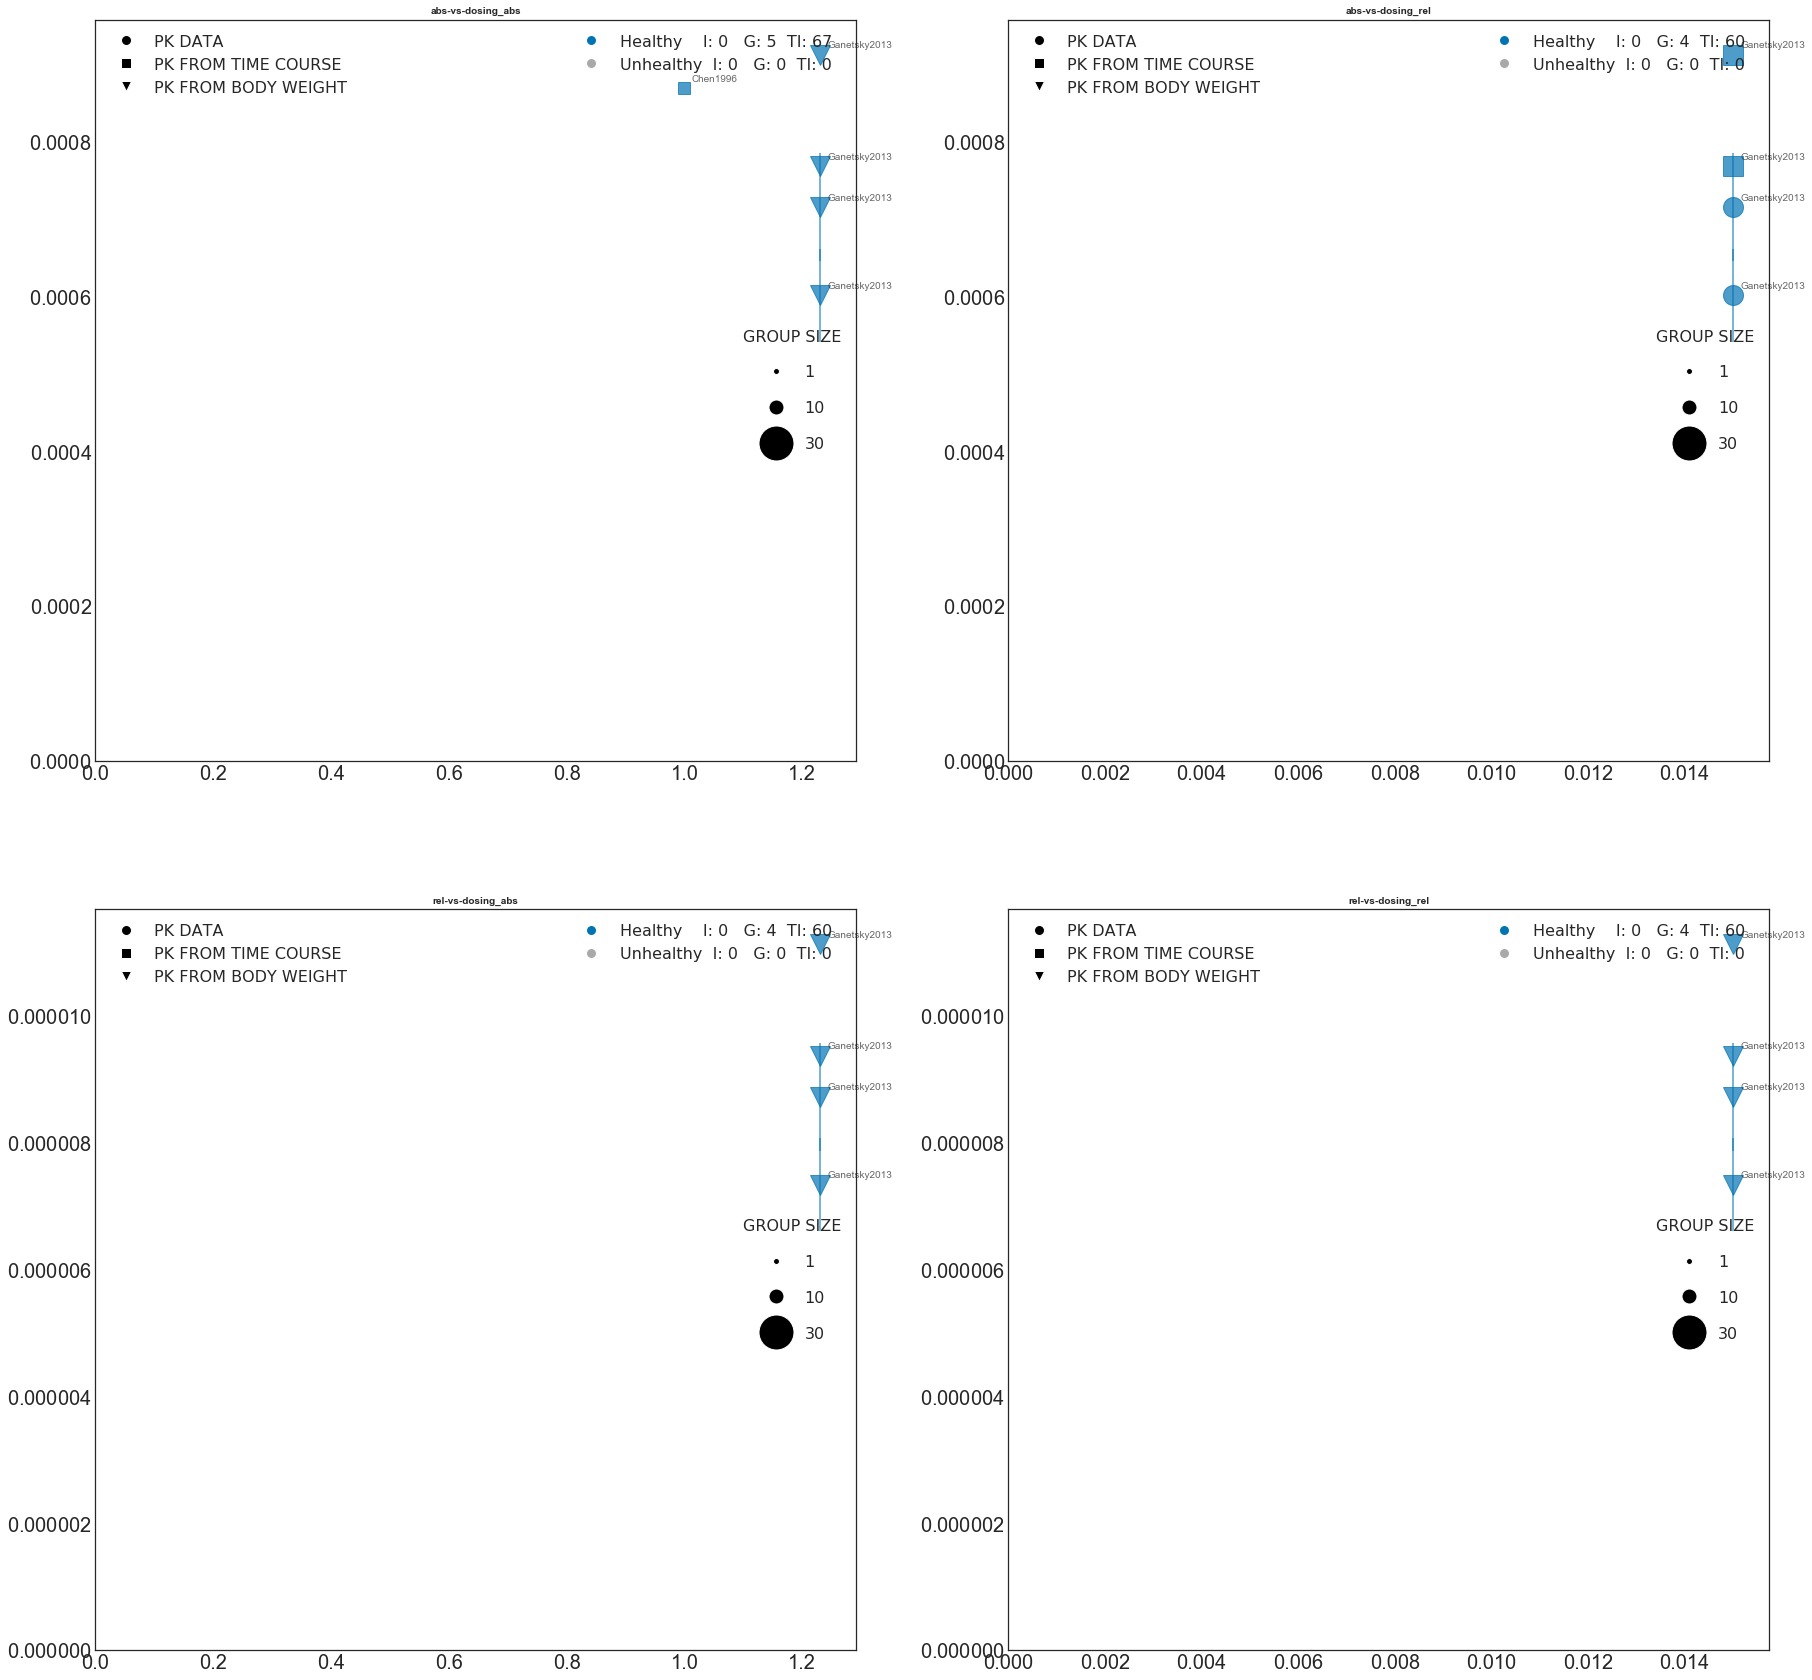 abs-vs-dosing_abs
PK DATA
PK FROM TIME COURSE
PK FROM BODY WEIGHT
Healthy I: 0 G: 5 TI: 67
Unhealthy I: 0 G: 0 TI: 0
Ganetsky2013
Chen1996
Ganetsky2013
Ganetsky2013
Ganetsky2013
GROUP SIZE
1
10
30
0.0008
0.0006
0.0004
0.0002
0.0000
0.0 0.2 0.4 0.6 0.8 1.0 1.2
abs-vs-dosing_rel
PK DATA
PK FROM TIME COURSE
PK FROM BODY WEIGHT
Healthy I: 0 G: 4 TI: 60
Unhealthy I: 0 G: 0 TI: 0
Ganetsky2013
Ganetsky2013
Ganetsky2013
Ganetsky2013
GROUP SIZE
1
10
30
0.0008
0.0006
0.0004
0.0002
0.0000
0.000 0.002 0.004 0.006 0.008 0.010 0.012 0.014
rel-vs-dosing_abs
PK DATA
PK FROM TIME COURSE
PK FROM BODY WEIGHT
Healthy I: 0 G: 4 TI: 60
Unhealthy I: 0 G: 0 TI: 0
Ganetsky2013
Ganetsky2013
Ganetsky2013
Ganetsky2013
GROUP SIZE
1
10
30
0.000010
0.000008
0.000006
0.000004
0.000002
0.000000
0.0 0.2 0.4 0.6 0.8 1.0 1.2
rel-vs-dosing_rel
PK DATA
PK FROM TIME COURSE
PK FROM BODY WEIGHT
Healthy I: 0 G: 4 TI: 60
Unhealthy I: 0 G: 0 TI: 0
Ganetsky2013
Ganetsky2013
Ganetsky2013
Ganetsky2013
GROUP SIZE
1
10
30
0.000010
0.000008
0.000006
0.000004
0.000002
0.000000
0.000 0.002 0.004 0.006 0.008 0.010 0.012 0.014